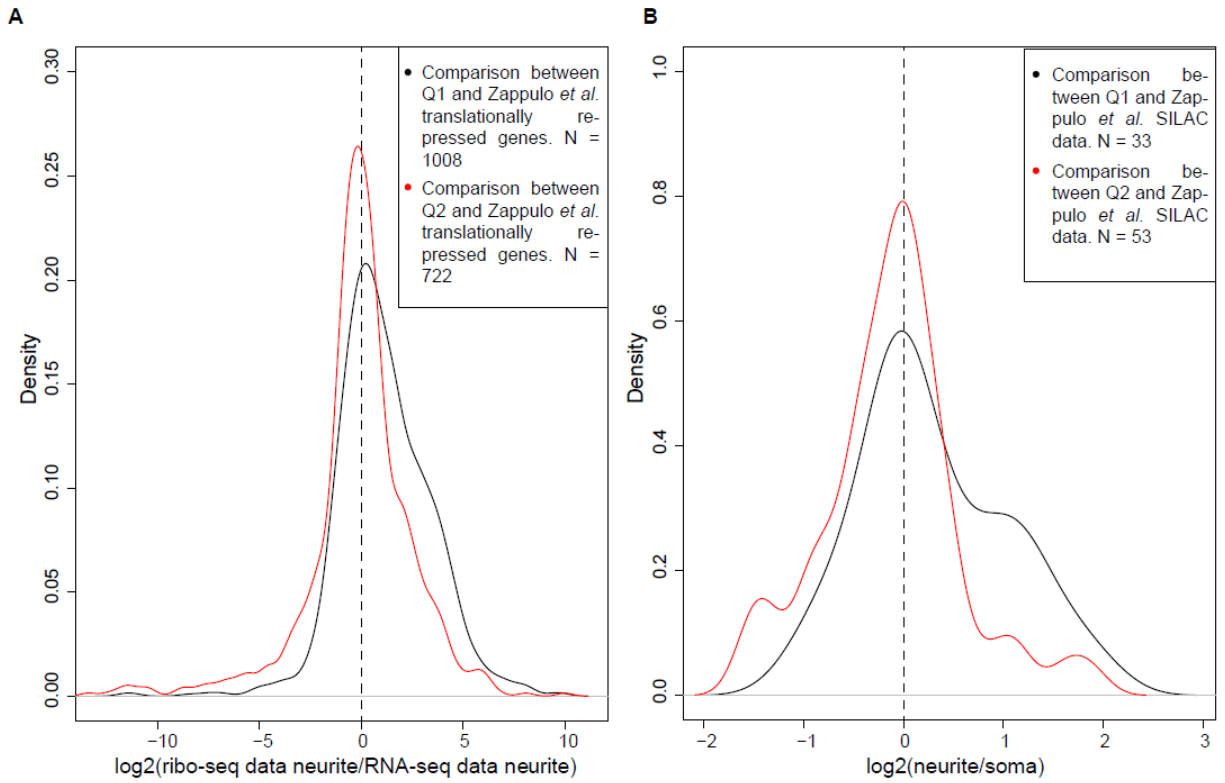 A
B
0.30
0.25
0.20
0.15
0.10
0.05
0.00
Density
−10
−5
0
5
10
log2(ribo-seq data neurite/RNA-seq data neurite)
Comparison between
Q1 and Zappulo et al.
translationally re-
pressed genes. N =
1008
Comparison between
Q2 and Zappulo et al.
translationally re-
pressed genes. N =
722
1.0
0.8
0.6
0.4
0.2
0.0
Density
−2
−1
0
1
2
3
log2(neurite/soma)
Comparison be-
tween Q1 and Zap-
pulo et al. SILAC
data. N = 33
Comparison be-
tween Q2 and Zap-
pulo et al. SILAC
data. N = 53